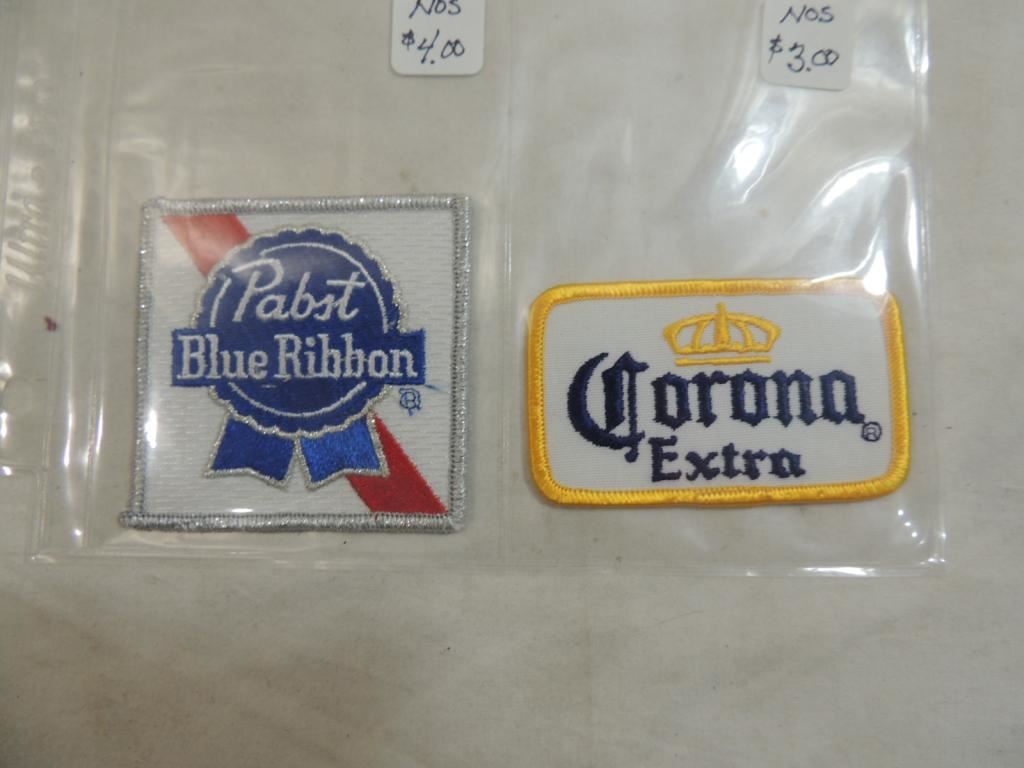 NOS
$4.00
NOS
$3.00
Pabst
Blue Ribbon
®
Corona
Extra
®